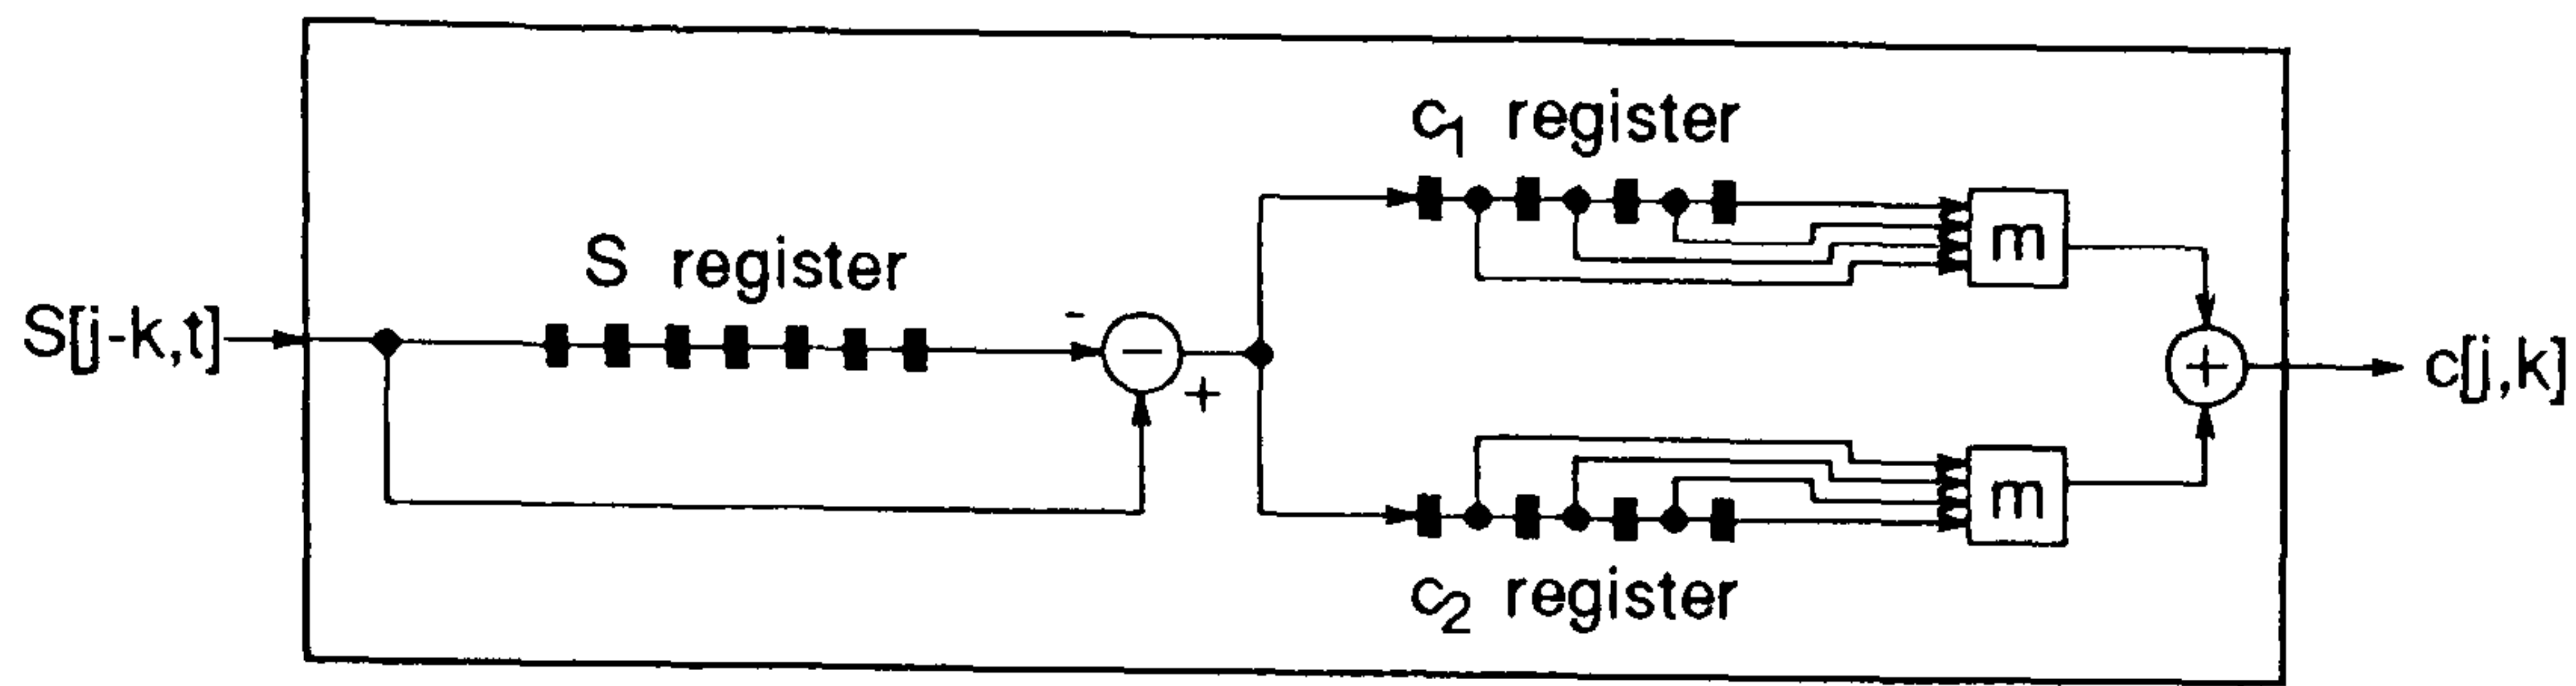 c1 register
S register
S[j-k,t]
-
−
+
m
+
c[j,k]
m
c2 register